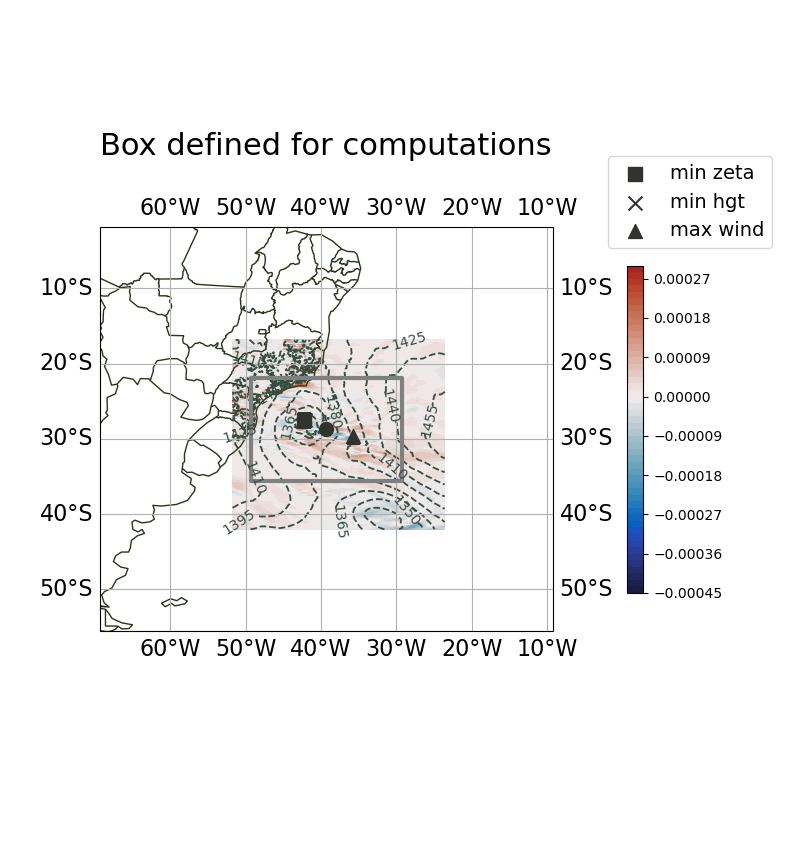 Box defined for computations
min zeta
min hgt
max wind
60°W 50°W 40°W 30°W 20°W 10°W
10°S 10°S
20°S 20°S
30°S 30°S
40°S 40°S
50°S 50°S
60°W 50°W 40°W 30°W 20°W 10°W
1425
1440
1455
1365
1380
1410
1410
1395
1365
1350
0.00027
0.00018
0.00009
0.00000
−0.00009
−0.00018
−0.00027
−0.00036
−0.00045